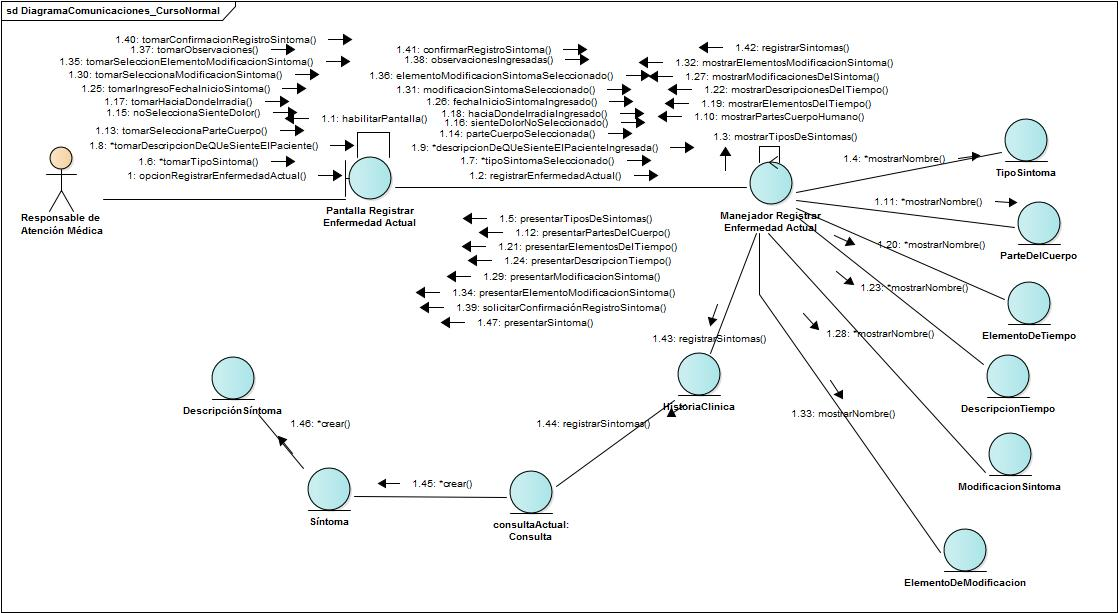 sd DiagramaComunicaciones_CursoNormal
1.40: tomarConfirmacionRegistroSintoma()
1.37: tomarObservaciones()
1.35: tomarSeleccionElementoModificacionSintoma()
1.30: tomarSeleccionaModificacionSintoma()
1.25: tomarIngresoFechaInicioSintoma()
1.17: tomarHaciaDondeIrradia()
1.15: noSeleccionaSienteDolor()
1.13: tomarSeleccionaParteCuerpo()
1.8: *tomarDescripcionDeQUeSienteElPaciente()
1.6: *tomarTipoSintoma()
1: opcionRegistrarEnfermedadActual()
1.1: habilitarPantalla()
1.41: confirmarRegistroSintoma()
1.38: observacionesIngresadas()
1.36: elementoModificacionSintomaSeleccionado()
1.31: modificacionSintomaSeleccionado()
1.26: fechaInicioSintomaIngresado()
1.18: haciaDondeIrradiaIngresado()
1.16: sienteDolorNoSeleccionado()
1.14: parteCuerpoSeleccionada()
1.9: *descripcionDeQUeSienteElPacienteIngresada()
1.7: *tipoSintomaSeleccionado()
1.2: registrarEnfermedadActual()
1.42: registrarSintomas()
1.32: mostrarElementosModificacionSintoma()
1.27: mostrarModificacionesDelSintoma()
1.22: mostrarDescripcionesDelTiempo()
1.19: mostrarElementosDelTiempo()
1.10: mostrarPartesCuerpoHumano()
1.3: mostrarTiposDeSintomas()
1.4: *mostrarNombre()
TipoSintoma
Responsable de
Atención Médica
Pantalla Registrar
Enfermedad Actual
Manejador Registrar
Enfermedad Actual
1.11: *mostrarNombre()
ParteDelCuerpo
1.20: *mostrarNombre()
ElementoDeTiempo
1.23: *mostrarNombre()
DescripcionTiempo
1.28: *mostrarNombre()
ModificacionSintoma
1.33: mostrarNombre()
ElementoDeModificacion
1.5: presentarTiposDeSintomas()
1.12: presentarPartesDelCuerpo()
1.21: presentarElementosDelTiempo()
1.24: presentarDescripcionTiempo()
1.29: presentarModificacionSintoma()
1.34: presentarElementoModificacionSintoma()
1.39: solicitarConfirmaciónRegistroSintoma()
1.47: presentarSintoma()
1.43: registrarSintomas()
HistoriaClinica
1.44: registrarSintomas()
consultaActual:
Consulta
1.45: *crear()
Síntoma
1.46: *crear()
DescripciónSíntoma